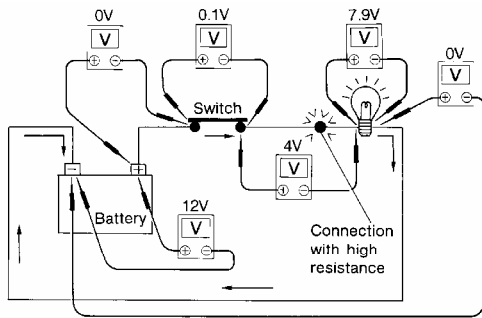 0V
V
⊕ ⊖
0.1V
V
⊕ ⊖
7.9V
V
⊕ ⊖
0V
V
⊕ ⊖
Switch
4V
V
⊕ ⊖
- +
Battery
12V
V
⊕ ⊖
Connection
with high
resistance